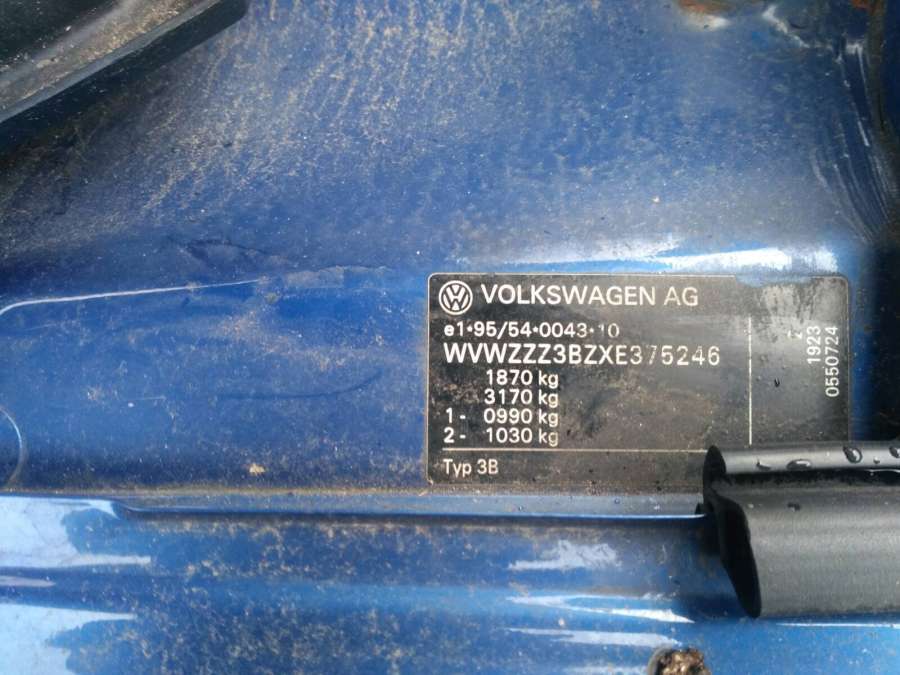 VOLKSWAGEN AG
e1*95/54*0043*10
WVWZZZ3BZXE375246
1870 kg
3170 kg
1- 0990 kg
2- 1030 kg
Typ 3B
2
1923
0550724